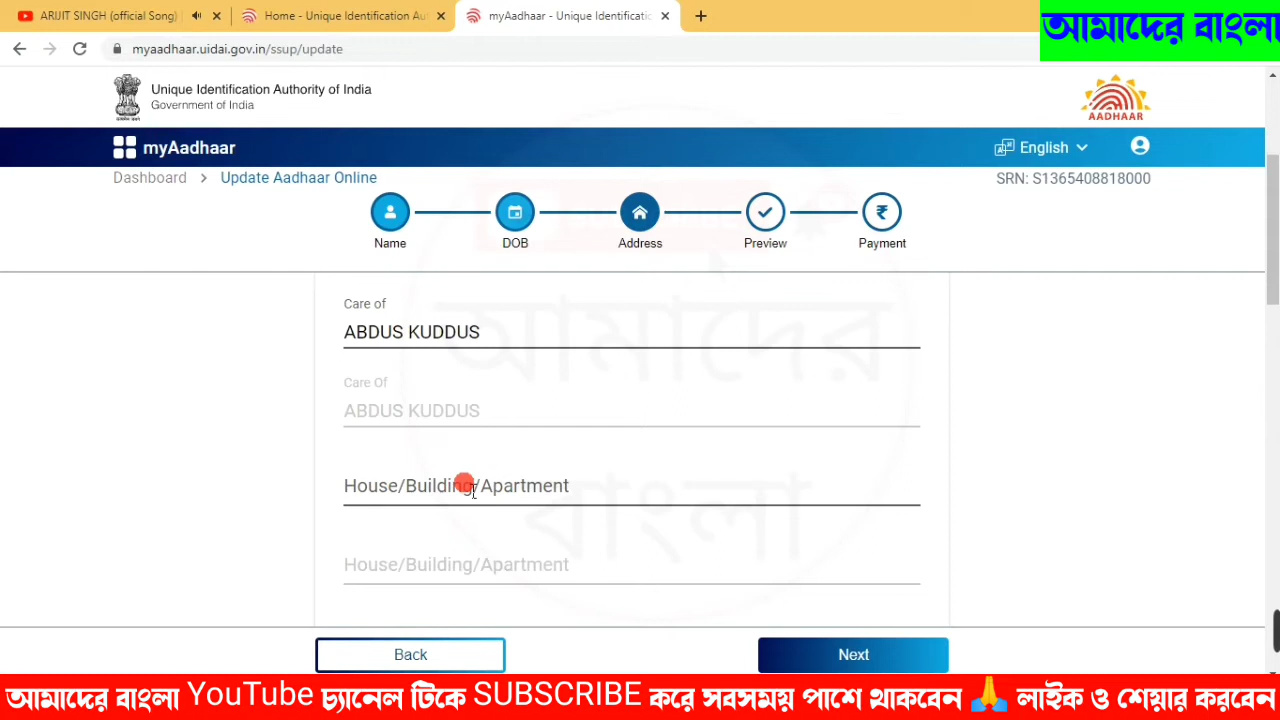 ARIJIT SINGH (official Song)
Home - Unique Identification Au
myAadhaar - Unique Identificatio
আমাদের বাংলা
myaadhaar.uidai.gov.in/ssup/update
Unique Identification Authority of India
Government of India
AADHAAR
myAadhaar
English
Dashboard > Update Aadhaar Online
SRN: S1365408818000
Name
DOB
Address
Preview
₹
Payment
Care of
ABDUS KUDDUS
Care Of
ABDUS KUDDUS
House/Building/Apartment
House/Building/Apartment
আমাদের
বাংলা
Back
Next
আমাদের বাংলা YouTube চ্যানেল টিকে SUBSCRIBE করে সবসময় পাশে থাকবেন 🙏 লাইক ও শেয়ার করবেন